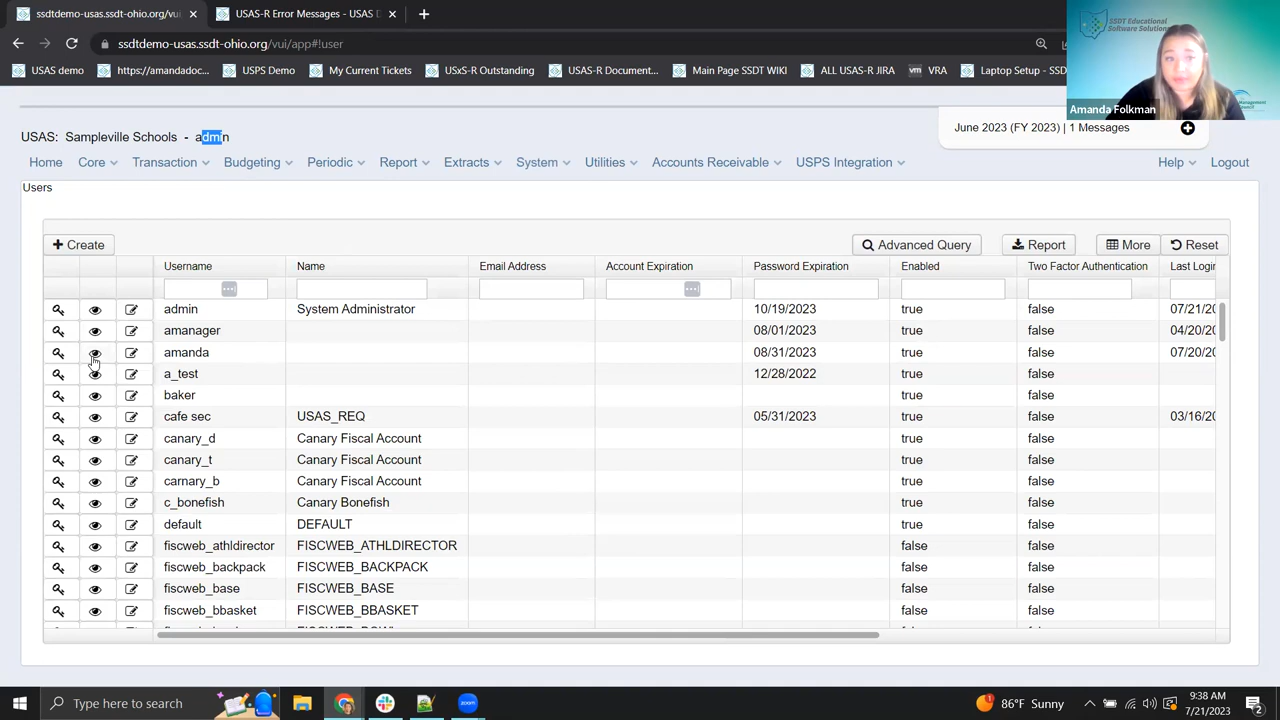 ssdtdemo-usas.ssdt-ohio.org/vui
USAS-R Error Messages - USAS D
ssdtdemo-usas.ssdt-ohio.org/vui/app#!user
USAS demo
https://amandadoc...
USPS Demo
My Current Tickets
USxS-R Outstanding
USAS-R Document...
Main Page SSDT WIKI
ALL USAS-R JIRA
VRA
Laptop Setup - SSD
SSDT Educational
Software Solutions
Amanda Folkman
USAS: Sampleville Schools - admin
June 2023 (FY 2023) | 1 Messages
Home Core Transaction Budgeting Periodic Report Extracts System Utilities Accounts Receivable USPS Integration Help Logout
Users
Create Advanced Query Report More Reset
Username Name Email Address Account Expiration Password Expiration Enabled Two Factor Authentication Last Login
admin System Administrator 10/19/2023 true false 07/21/20
amanager 08/01/2023 true false 04/20/20
amanda 08/31/2023 true false 07/20/20
a_test 12/28/2022 true false
baker true false
cafe sec USAS_REQ 05/31/2023 true false 03/16/20
canary_d Canary Fiscal Account true false
canary_t Canary Fiscal Account true false
carnary_b Canary Fiscal Account true false
c_bonefish Canary Bonefish true false
default DEFAULT true false
fiscweb_athldirector FISCWEB_ATHLDIRECTOR false false
fiscweb_backpack FISCWEB_BACKPACK false false
fiscweb_base FISCWEB_BASE false false
fiscweb_bbasket FISCWEB_BBASKET false false
Type here to search
86°F Sunny
9:38 AM
7/21/2023
2